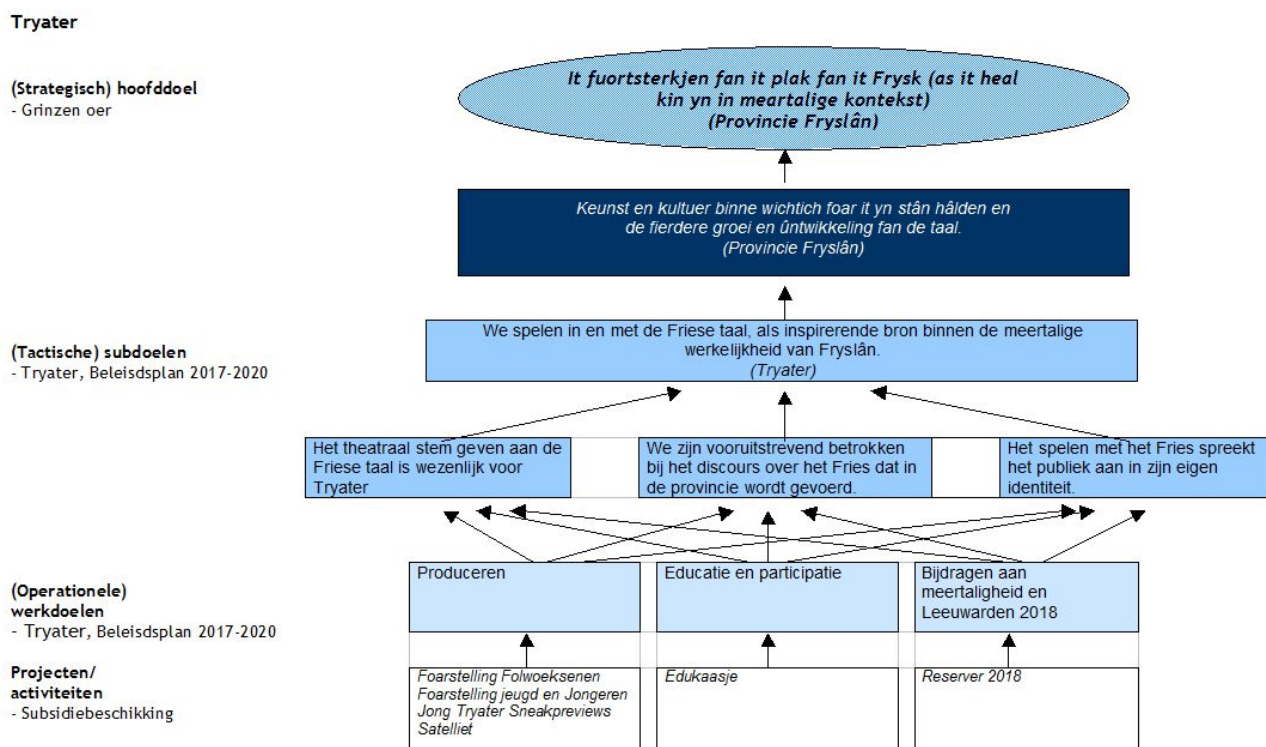 Tryater
(Strategisch) hoofddoel
- Grinzen oer
It fuortsterkjen fan it plak fan it Frysk (as it heal
kin yn in meartalige kontekst)
(Provincie Fryslân)
Keunst en kultuer binne wichtich foar it yn stân hâlden en
de fierdere groei en ûntwikkeling fan de taal.
(Provincie Fryslân)
(Tactische) subdoelen
- Tryater, Beleisdsplan 2017-2020
We spelen in en met de Friese taal, als inspirerende bron binnen de meertalige
werkelijkheid van Fryslân.
(Tryater)
Het theatraal stem geven aan de
Friese taal is wezenlijk voor
Tryater
We zijn vooruitstrevend betrokken
bij het discours over het Fries dat in
de provincie wordt gevoerd.
Het spelen met het Fries spreekt
het publiek aan in zijn eigen
identiteit.
(Operationele)
werkdoelen
- Tryater, Beleisdsplan 2017-2020
Produceren
Educatie en participatie
Bijdragen aan
meertaligheid en
Leeuwarden 2018
Projecten/
activiteiten
- Subsidiebeschikking
Foarstelling Folwoeksenen
Foarstelling jeugd en Jongeren
Jong Tryater Sneakpreviews
Satelliet
Edukaasje
Reserver 2018